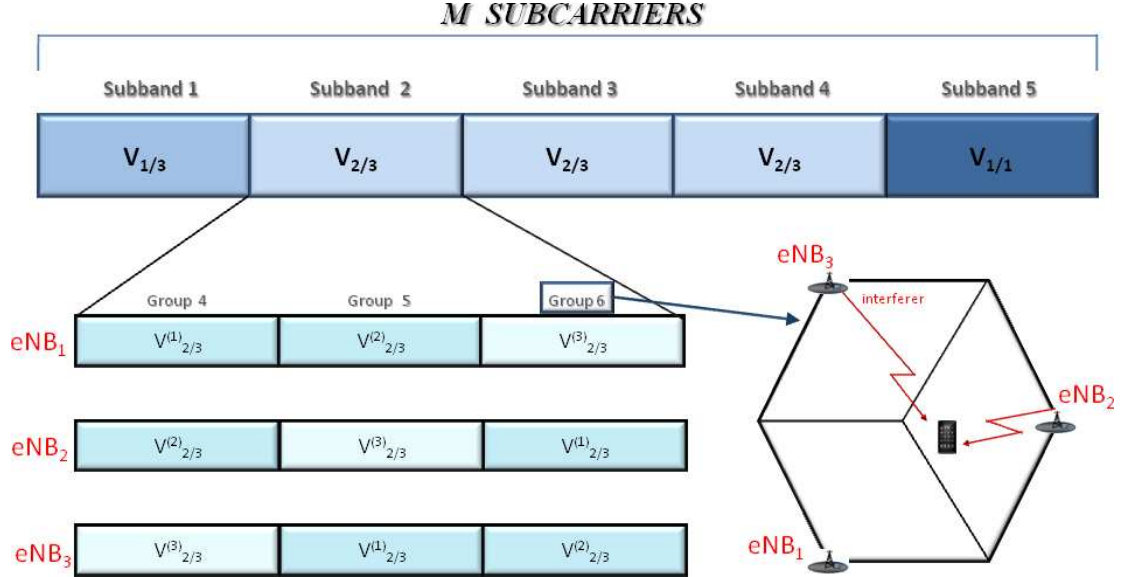 M SUBCARRIERS
Subband 1 Subband 2 Subband 3 Subband 4 Subband 5
V1/3 V2/3 V2/3 V2/3 V1/1
eNB3
interferer
Group 4 Group 5 Group 6
eNB1 V(1)2/3 V(2)2/3 V(3)2/3
eNB2
eNB2 V(2)2/3 V(3)2/3 V(1)2/3
eNB3 V(3)2/3 V(1)2/3 V(2)2/3
eNB1